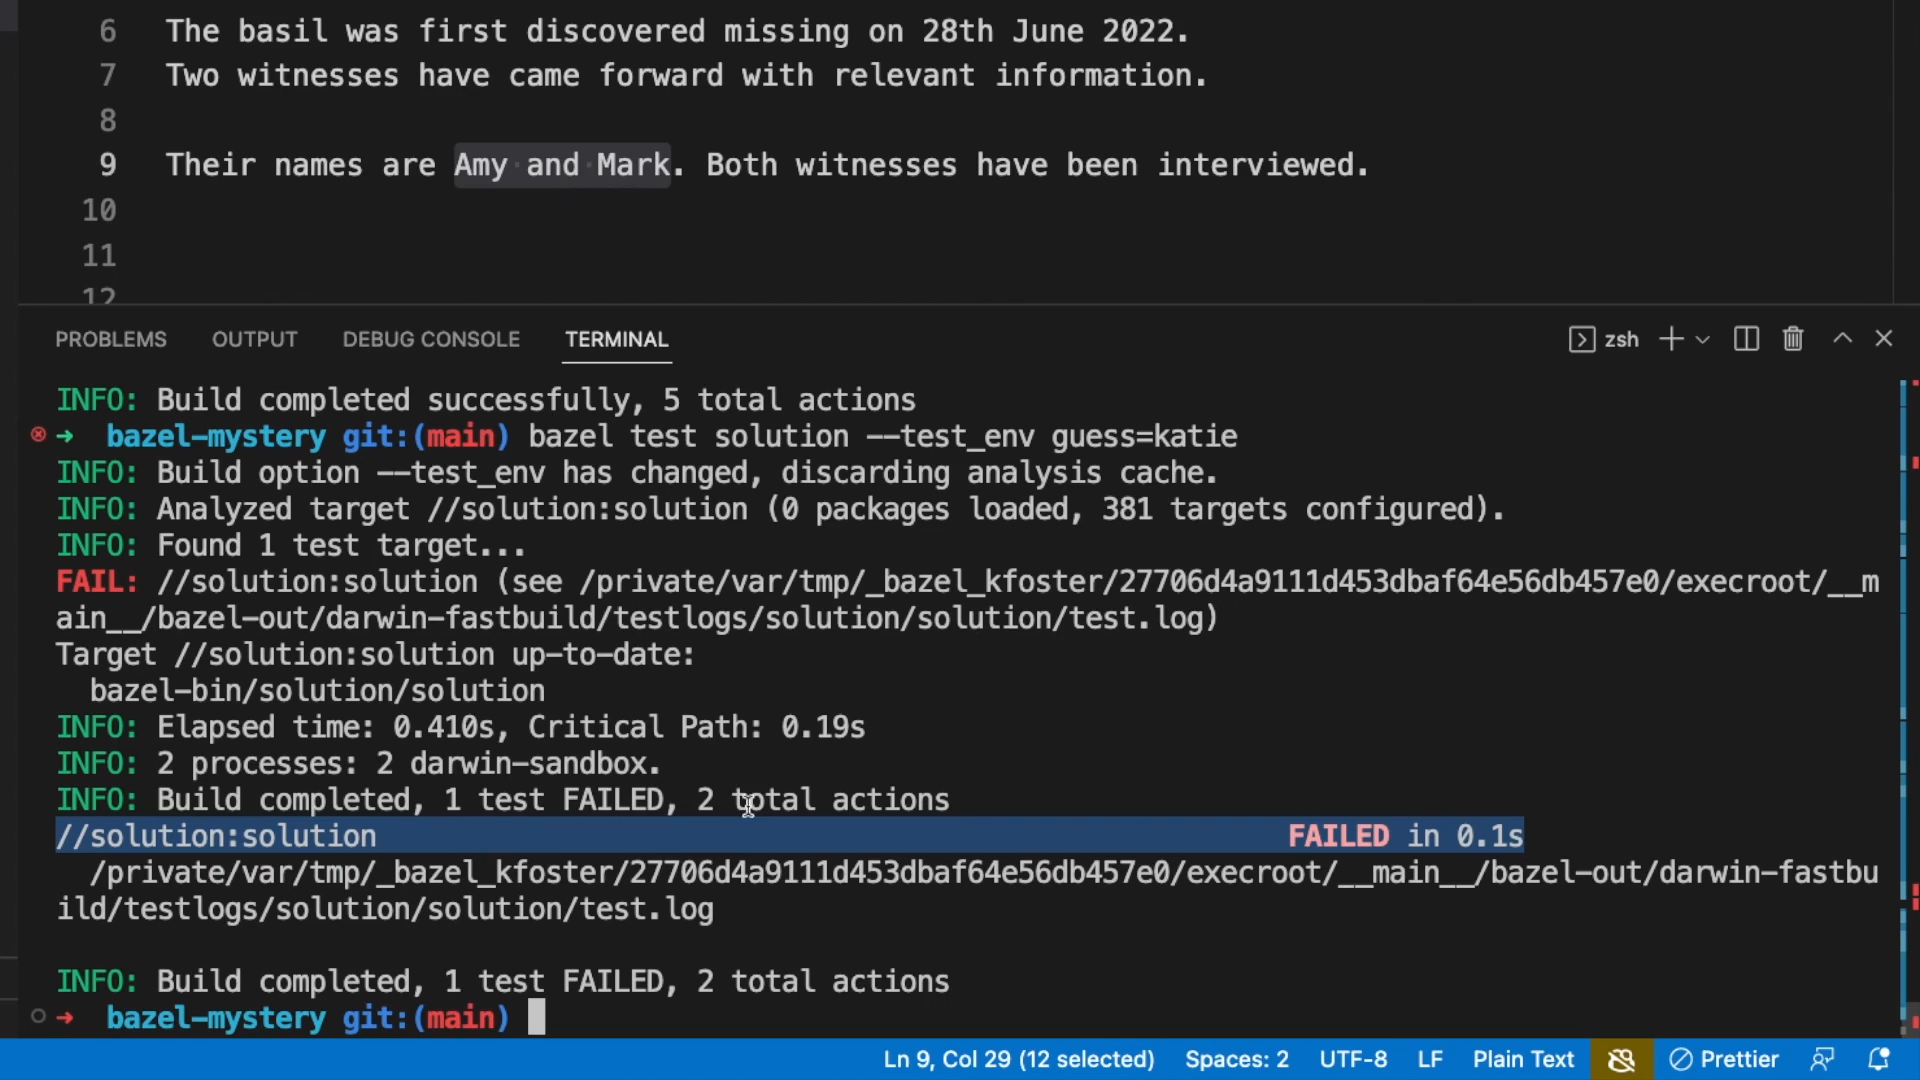 6 The basil was first discovered missing on 28th June 2022.
7 Two witnesses have came forward with relevant information.
8
9 Their names are Amy and Mark. Both witnesses have been interviewed.
10
11
12
PROBLEMS OUTPUT DEBUG CONSOLE TERMINAL zsh
INFO: Build completed successfully, 5 total actions
→ bazel-mystery git:(main) bazel test solution --test_env guess=katie
INFO: Build option --test_env has changed, discarding analysis cache.
INFO: Analyzed target //solution:solution (0 packages loaded, 381 targets configured).
INFO: Found 1 test target...
FAIL: //solution:solution (see /private/var/tmp/_bazel_kfoster/27706d4a9111d453dbaf64e56db457e0/execroot/__m
ain__/bazel-out/darwin-fastbuild/testlogs/solution/solution/test.log)
Target //solution:solution up-to-date:
bazel-bin/solution/solution
INFO: Elapsed time: 0.410s, Critical Path: 0.19s
INFO: 2 processes: 2 darwin-sandbox.
INFO: Build completed, 1 test FAILED, 2 total actions
//solution:solution FAILED in 0.1s
/private/var/tmp/_bazel_kfoster/27706d4a9111d453dbaf64e56db457e0/execroot/__main__/bazel-out/darwin-fastbu
ild/testlogs/solution/solution/test.log
INFO: Build completed, 1 test FAILED, 2 total actions
→ bazel-mystery git:(main)
Ln 9, Col 29 (12 selected) Spaces: 2 UTF-8 LF Plain Text Prettier